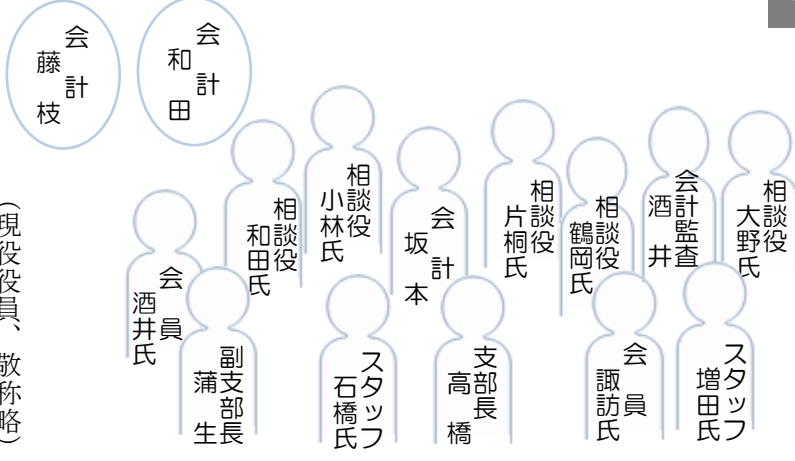 会計
藤枝
会計
和田
相談役
小林氏
相談役
和田氏
会計
坂本
相談役
片桐氏
相談役
鶴岡氏
会計監査
酒井
相談役
大野氏
会員
酒井氏
副支部長
蒲生
スタッフ
石橋氏
支部長
高橋
会員
諏訪氏
スタッフ
増田氏
(現役役員、敬称略)